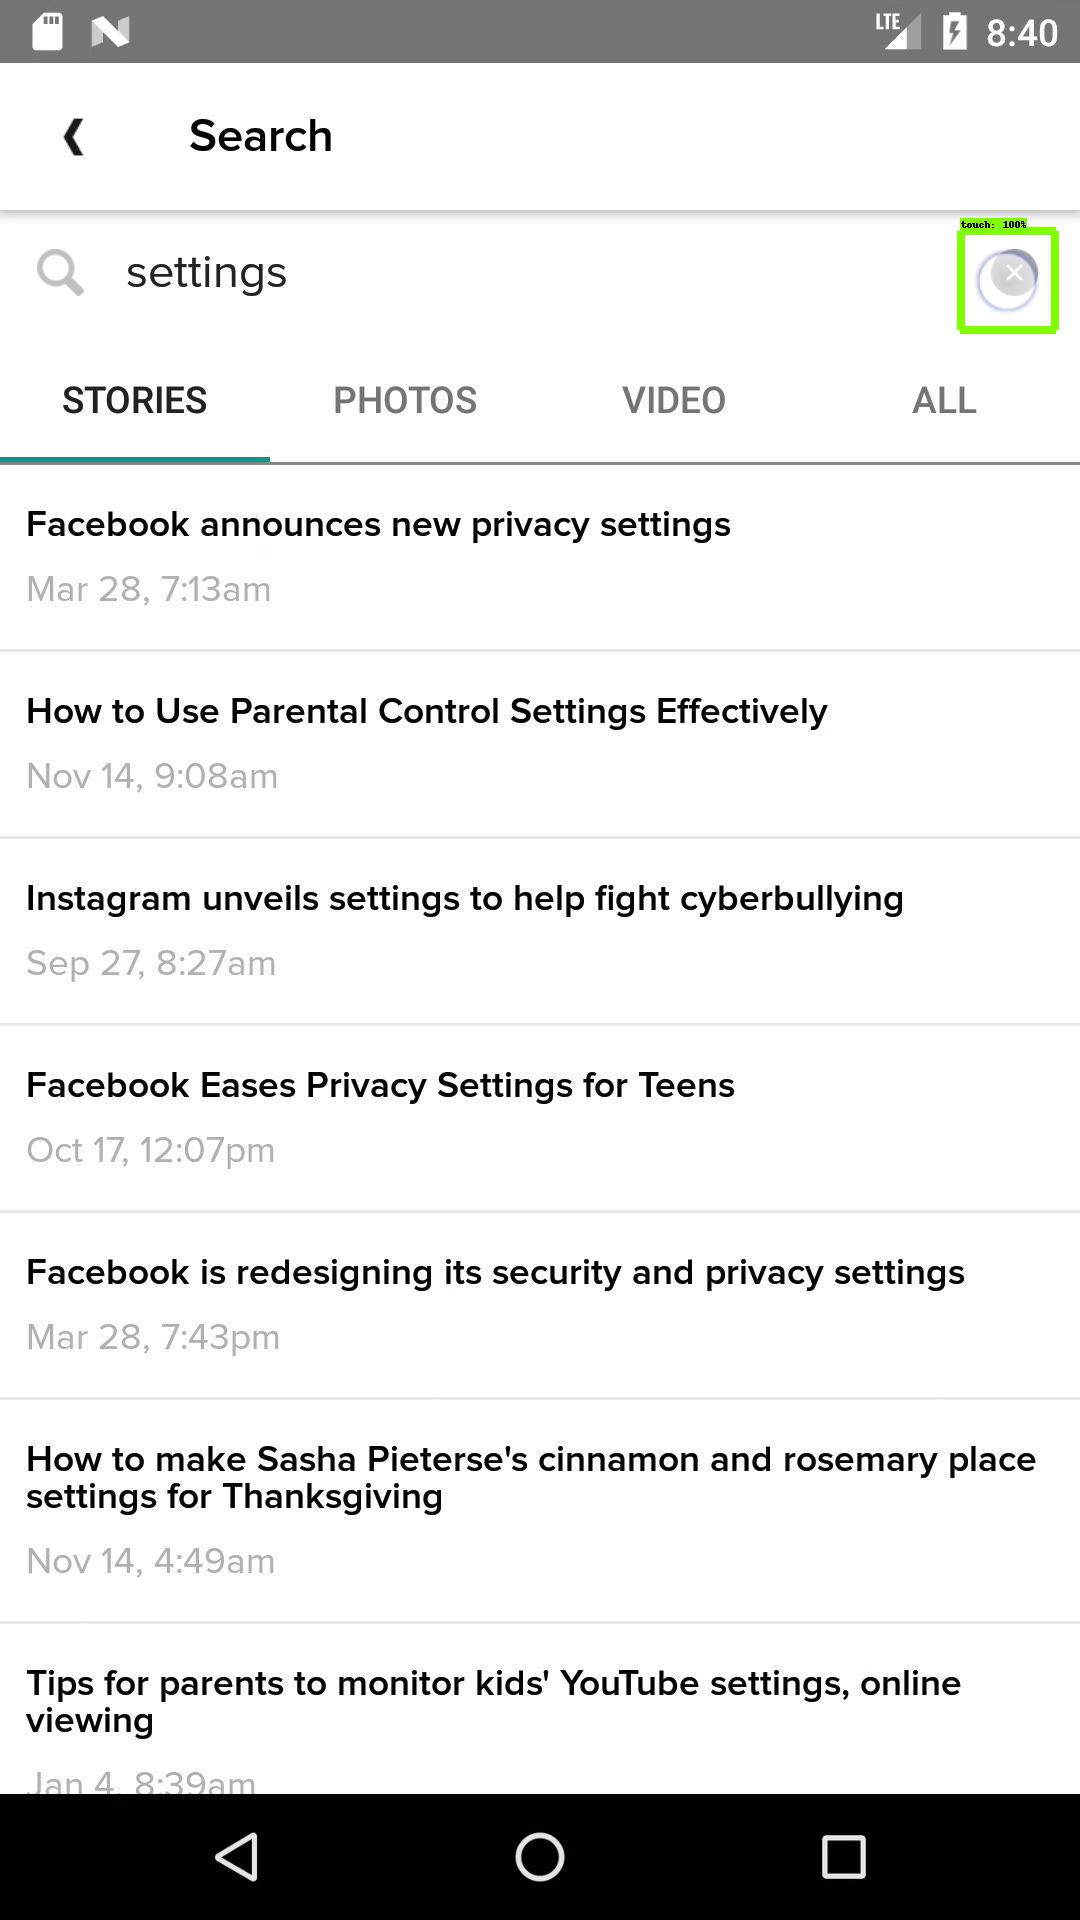 LTE 8:40
Search
touch: 100%
settings
STORIES PHOTOS VIDEO ALL
Facebook announces new privacy settings
Mar 28, 7:13am
How to Use Parental Control Settings Effectively
Nov 14, 9:08am
Instagram unveils settings to help fight cyberbullying
Sep 27, 8:27am
Facebook Eases Privacy Settings for Teens
Oct 17, 12:07pm
Facebook is redesigning its security and privacy settings
Mar 28, 7:43pm
How to make Sasha Pieterse's cinnamon and rosemary place
settings for Thanksgiving
Nov 14, 4:49am
Tips for parents to monitor kids' YouTube settings, online
viewing
Jan 4, 8:39am